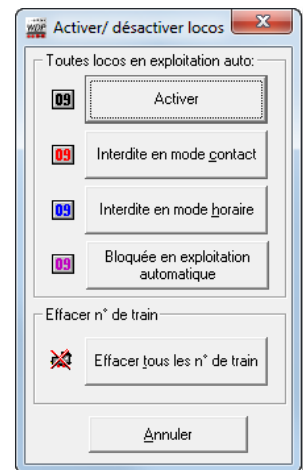 WDP
Activer/ désactiver locos
Toutes locos en exploitation auto:
09
Activer
09
Interdite en mode contact
09
Interdite en mode horaire
09
Bloquée en exploitation
automatique
Effacer n° de train
Effacer tous les n° de train
Annuler